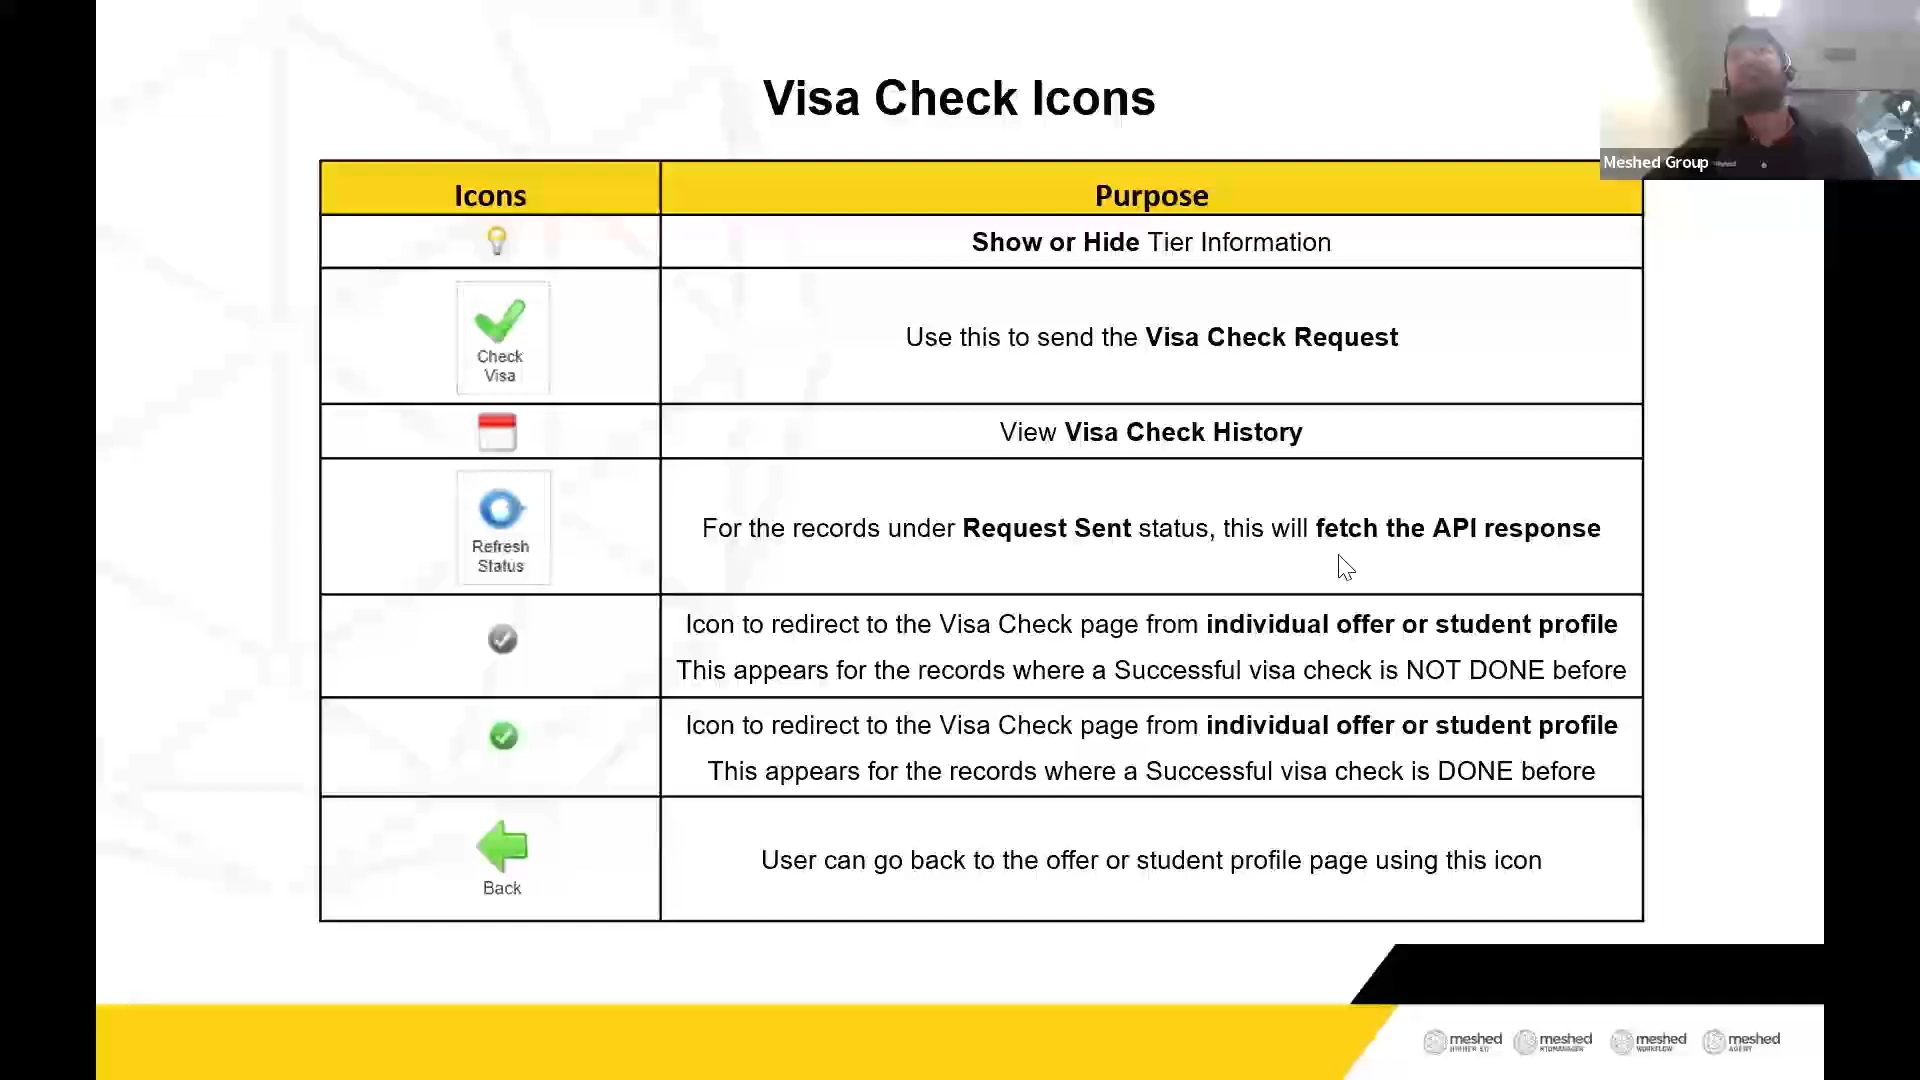 Visa Check Icons
Meshed Group
Icons
Purpose
Show or Hide Tier Information
Check
Visa
Use this to send the Visa Check Request
View Visa Check History
Refresh
Status
For the records under Request Sent status, this will fetch the API response
Icon to redirect to the Visa Check page from individual offer or student profile
This appears for the records where a Successful visa check is NOT DONE before
Icon to redirect to the Visa Check page from individual offer or student profile
This appears for the records where a Successful visa check is DONE before
Back
User can go back to the offer or student profile page using this icon
meshed
HIGHER ED
meshed
RTOMANAGER
meshed
WORKFLOW
meshed
AGENT